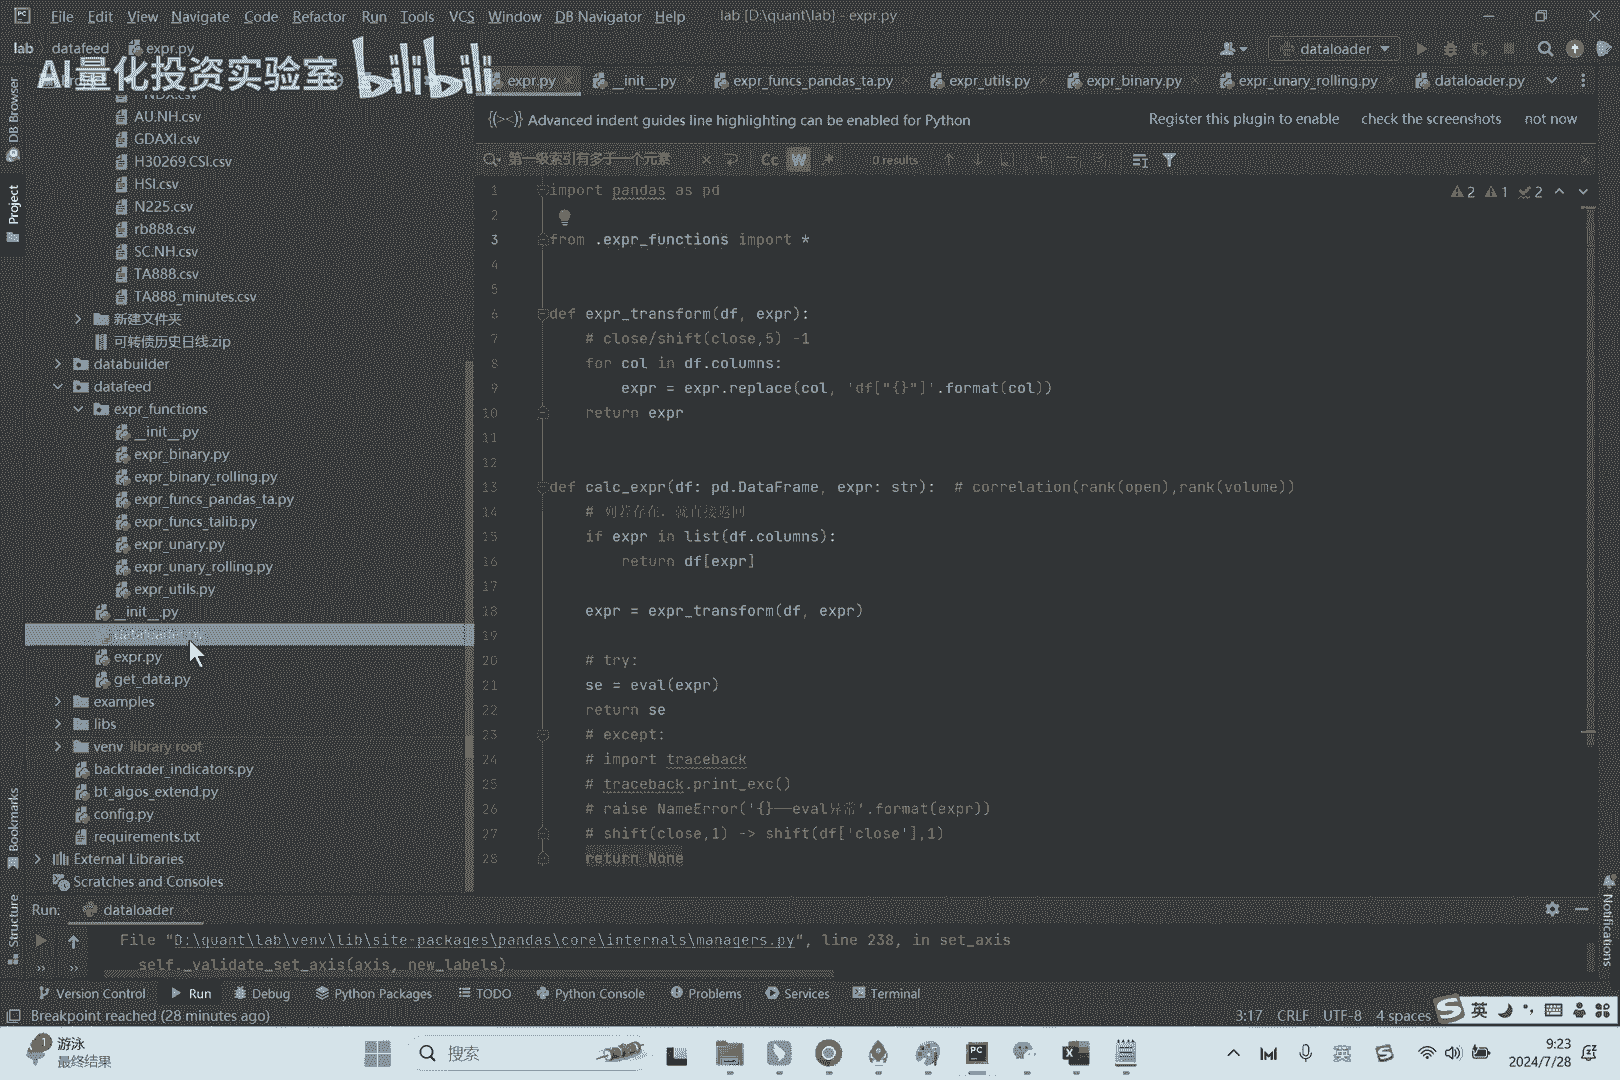 File Edit View Navigate Code Refactor Run Tools VCS Window DB Navigator Help lab [D:\quant\lab] - expr.py
lab datafeed expr.py dataloader
AI量化投资实验室 bilibili
expr.py __init__.py expr_funcs_pandas_ta.py expr_utils.py expr_binary.py expr_unary_rolling.py dataloader.py
{(><)} Advanced indent guides line highlighting can be enabled for Python Register this plugin to enable check the screenshots not now
第一级索引有多于一个元素 Cc W .* 0 results
DB Browser
Project
Bookmarks
Structure
Notifications
NDX.csv
AU.NH.csv
GDAXI.csv
H30269.CSI.csv
HSI.csv
N225.csv
rb888.csv
SC.NH.csv
TA888.csv
TA888_minutes.csv
新建文件夹
可转债历史日线.zip
databuilder
datafeed
expr_functions
__init__.py
expr_binary.py
expr_binary_rolling.py
expr_funcs_pandas_ta.py
expr_funcs_talib.py
expr_unary.py
expr_unary_rolling.py
expr_utils.py
__init__.py
dataloader.py
expr.py
get_data.py
examples
libs
venv library root
backtrader_indicators.py
bt_algos_extend.py
config.py
requirements.txt
External Libraries
Scratches and Consoles
2 1 2
1 import pandas as pd
2
3 from .expr_functions import *
4
5
6 def expr_transform(df, expr):
7 # close/shift(close,5) -1
8 for col in df.columns:
9 expr = expr.replace(col, 'df["{}"]'.format(col))
10 return expr
11
12
13 def calc_expr(df: pd.DataFrame, expr: str): # correlation(rank(open),rank(volume))
14 # 列若存在，就直接返回
15 if expr in list(df.columns):
16 return df[expr]
17
18 expr = expr_transform(df, expr)
19
20 # try:
21 se = eval(expr)
22 return se
23 # except:
24 # import traceback
25 # traceback.print_exc()
26 # raise NameError('{}——eval异常'.format(expr))
27 # shift(close,1) -> shift(df['close'],1)
28 return None
Run: dataloader
File "D:\quant\lab\venv\lib\site-packages\pandas\core\internals\managers.py", line 238, in set_axis
self._validate_set_axis(axis, new_labels)
Version Control Run Debug Python Packages TODO Python Console Problems Services Terminal
Breakpoint reached (28 minutes ago) 3:17 CRLF UTF-8 4 spaces 英
1 游泳
最终结果
搜索
9:23
2024/7/28